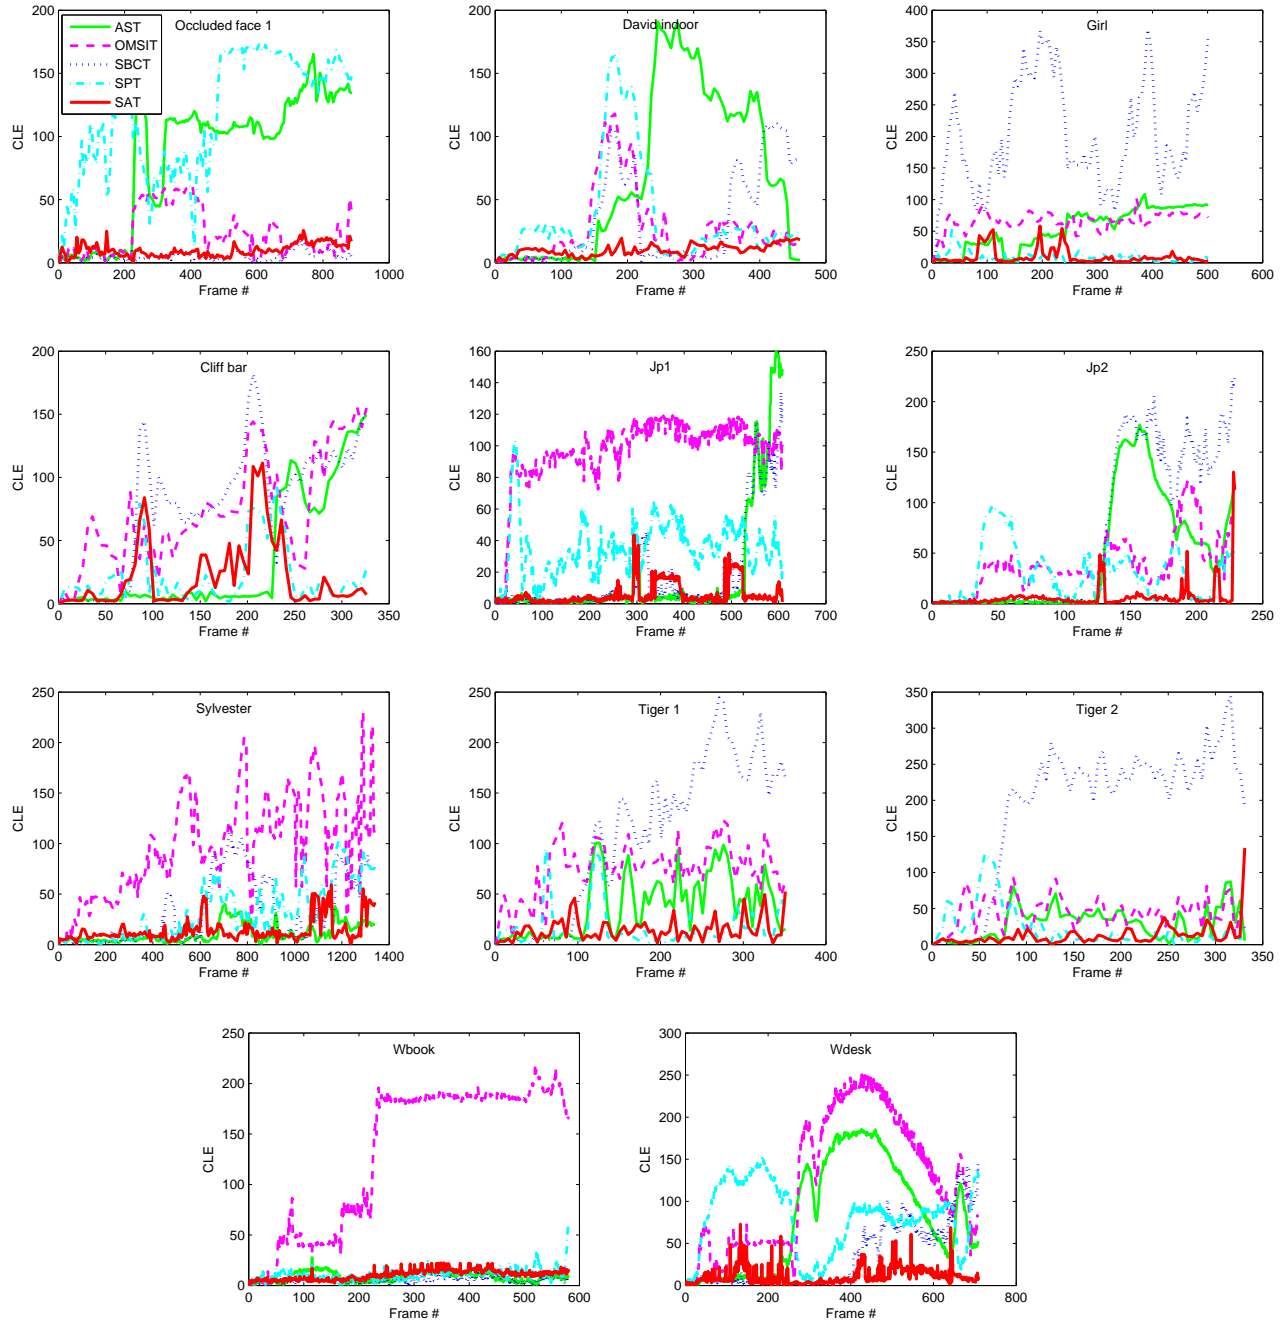 Occluded face 1
AST
OMSIT
SBCT
SPT
SAT
CLE
200
150
100
50
0
0 200 400 600 800 1000
Frame #
David indoor
CLE
200
150
100
50
0
0 100 200 300 400 500
Frame #
Girl
CLE
400
350
300
250
200
150
100
50
0
0 100 200 300 400 500 600
Frame #
Cliff bar
CLE
200
150
100
50
0
0 50 100 150 200 250 300 350
Frame #
Jp1
CLE
160
140
120
100
80
60
40
20
0
0 100 200 300 400 500 600 700
Frame #
Jp2
CLE
250
200
150
100
50
0
0 50 100 150 200 250
Frame #
Sylvester
CLE
250
200
150
100
50
0
0 200 400 600 800 1000 1200 1400
Frame #
Tiger 1
CLE
250
200
150
100
50
0
0 100 200 300 400
Frame #
Tiger 2
CLE
350
300
250
200
150
100
50
0
0 50 100 150 200 250 300 350
Frame #
Wbook
CLE
250
200
150
100
50
0
0 100 200 300 400 500 600
Frame #
Wdesk
CLE
300
250
200
150
100
50
0
0 200 400 600 800
Frame #